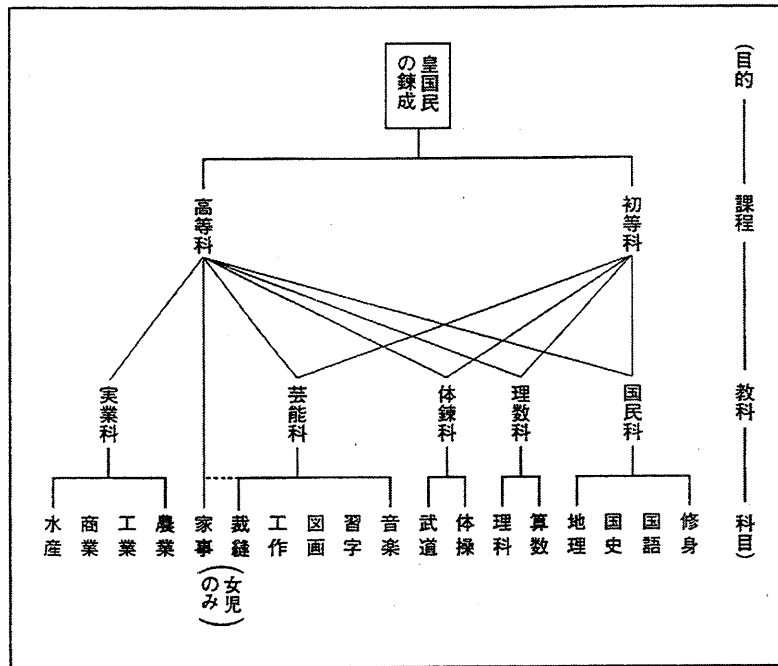 （目的
課程
教科
科目）
皇国民
の錬成
初等科
高等科
国民科
理数科
体錬科
芸能科
実業科
修身
国語
国史
地理
算数
理科
体操
武道
音楽
習字
図画
工作
裁縫
家事
（女児
のみ）
農業
工業
商業
水産